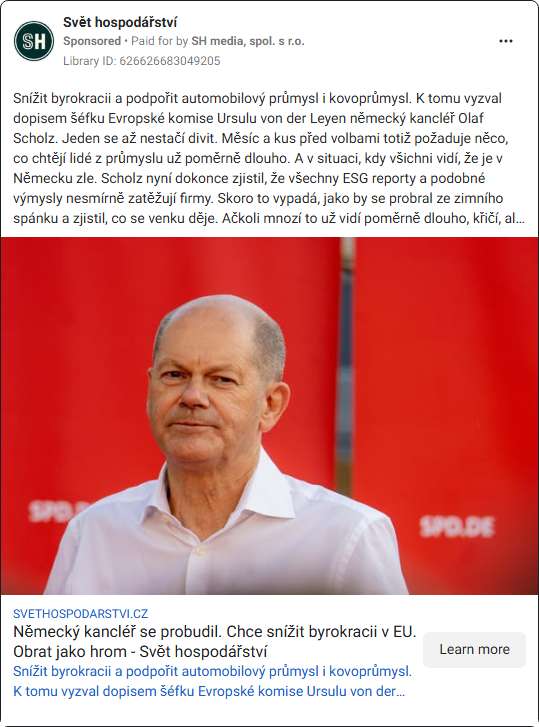 SH
Svět hospodářství
Sponsored • Paid for by SH media, spol. s r.o.
Library ID: 626626683049205
Snížit byrokracii a podpořit automobilový průmysl i kovoprůmysl. K tomu vyzval
dopisem šéfku Evropské komise Ursulu von der Leyen německý kancléř Olaf
Scholz. Jeden se až nestačí divit. Měsíc a kus před volbami totiž požaduje něco,
co chtějí lidé z průmyslu už poměrně dlouho. A v situaci, kdy všichni vidí, že je v
Německu zle. Scholz nyní dokonce zjistil, že všechny ESG reporty a podobné
výmysly nesmírně zatěžují firmy. Skoro to vypadá, jako by se probral ze zimního
spánku a zjistil, co se venku děje. Ačkoli mnozí to už vidí poměrně dlouho, křičí, al...
SPD.DE
SPD.DE
SVETHOSPODARSTVI.CZ
Německý kancléř se probudil. Chce snížit byrokracii v EU.
Obrat jako hrom - Svět hospodářství
Learn more
Snížit byrokracii a podpořit automobilový průmysl i kovoprůmysl.
K tomu vyzval dopisem šéfku Evropské komise Ursulu von der...